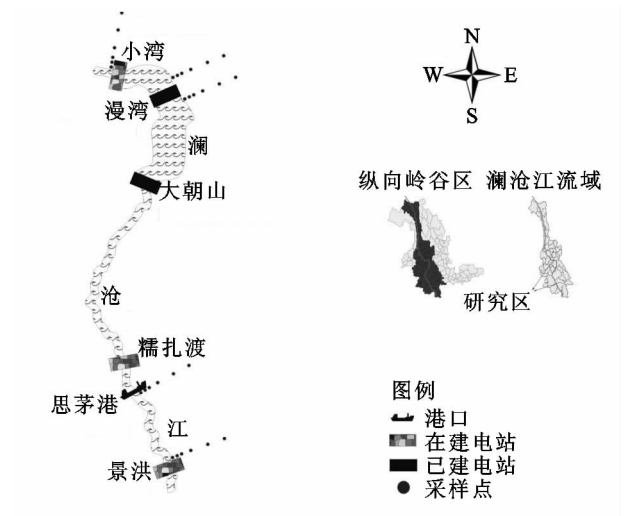 小湾
漫湾
澜
大朝山
沧
糯扎渡
思茅港
江
景洪
N
W E
S
纵向岭谷区 澜沧江流域
研究区
图例
港口
在建电站
已建电站
采样点